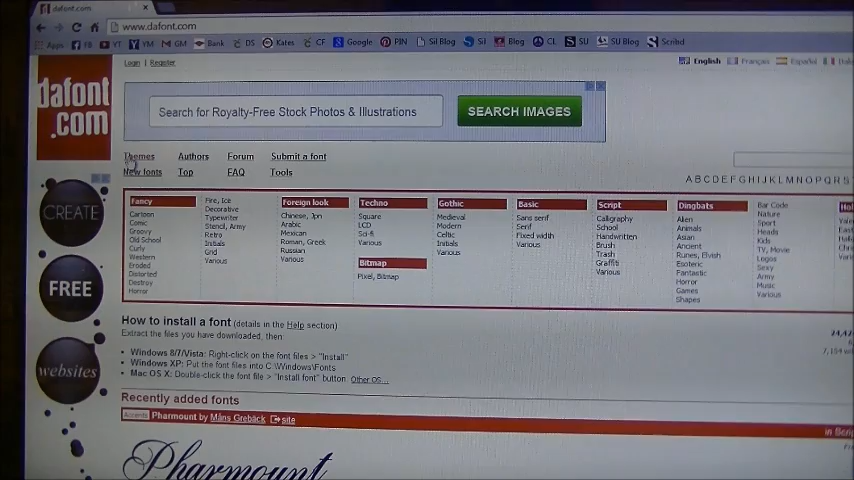 dafont.com
www.dafont.com
Apps FB YT YM GM Bank DS Kates CF Google PIN Sil Blog Sil Blog CL SU SU Blog Scribd
Login | Register
English Français Español
dafont
.com
Search for Royalty-Free Stock Photos & Illustrations
SEARCH IMAGES
Themes Authors Forum Submit a font
New fonts Top FAQ Tools
A B C D E F G H I J K L M N O P Q R S
CREATE
FREE
websites
Fancy
Cartoon
Comic
Groovy
Old School
Curly
Western
Eroded
Distorted
Destroy
Horror
Fire, Ice
Decorative
Typewriter
Stencil, Army
Retro
Initials
Grid
Various
Foreign look
Chinese, Jpn
Arabic
Mexican
Roman, Greek
Russian
Various
Techno
Square
LCD
Sci-fi
Various
Bitmap
Pixel, Bitmap
Gothic
Medieval
Modern
Celtic
Initials
Various
Basic
Sans serif
Serif
Fixed width
Various
Script
Calligraphy
School
Handwritten
Brush
Trash
Graffiti
Various
Dingbats
Alien
Animals
Asian
Ancient
Runes, Elvish
Esoteric
Fantastic
Horror
Games
Shapes
Bar Code
Nature
Sport
Heads
Kids
TV, Movie
Logos
Sexy
Army
Music
Various
How to install a font (details in the Help section)
Extract the files you have downloaded, then:
Windows 8/7/Vista: Right-click on the font files > "Install"
Windows XP: Put the font files into C:\Windows\Fonts
Mac OS X: Double-click the font file > "Install font" button. Other OS...
Recently added fonts
Accents Pharmount by Måns Grebäck site
in Scrip
Pharmount